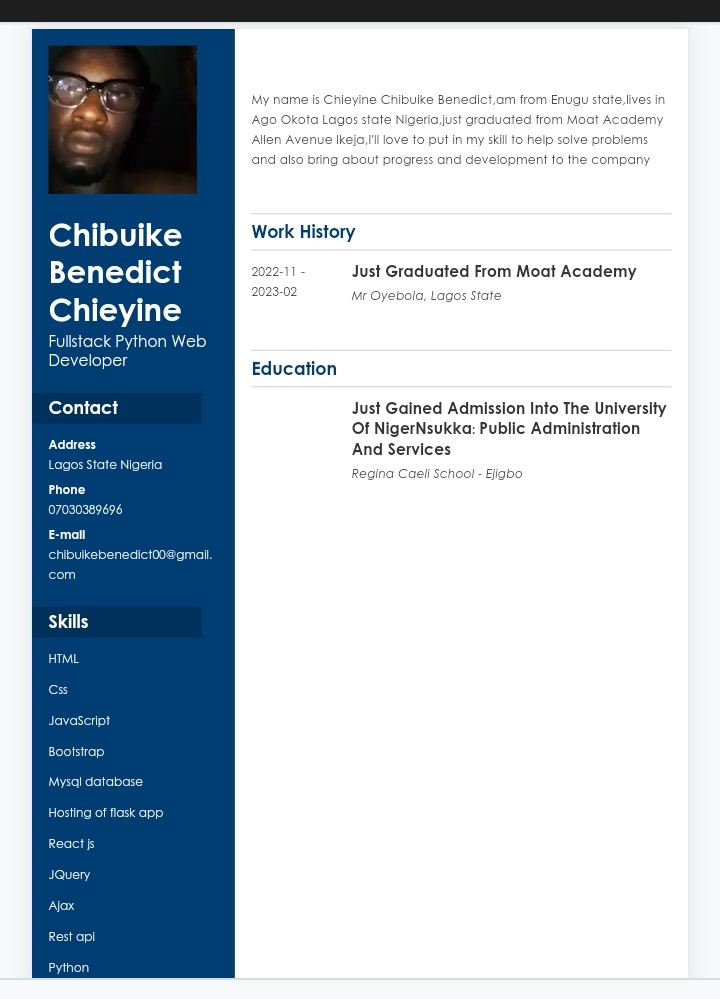 Chibuike
Benedict
Chieyine
Fullstack Python Web
Developer
Contact
Address
Lagos State Nigeria
Phone
07030389696
E-mail
chibuikebenedict00@gmail.
com
Skills
HTML
Css
JavaScript
Bootstrap
Mysql database
Hosting of flask app
React js
JQuery
Ajax
Rest api
Python
My name is Chieyine Chibuike Benedict,am from Enugu state,lives in
Ago Okota Lagos state Nigeria,just graduated from Moat Academy
Allen Avenue Ikeja,I'll love to put in my skill to help solve problems
and also bring about progress and development to the company
Work History
2022-11 -
2023-02
Just Graduated From Moat Academy
Mr Oyebola, Lagos State
Education
Just Gained Admission Into The University
Of NigerNsukka: Public Administration
And Services
Regina Caeli School - Ejigbo